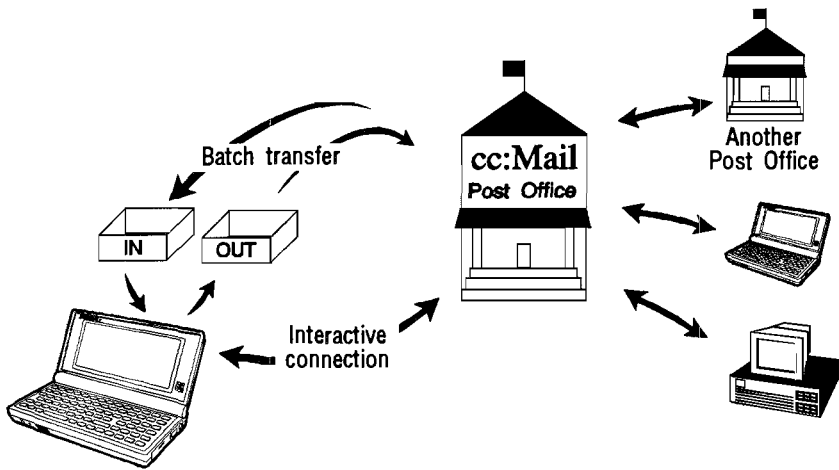 Another
Post Office
Batch transfer
cc:Mail
Post Office
IN
OUT
Interactive
connection